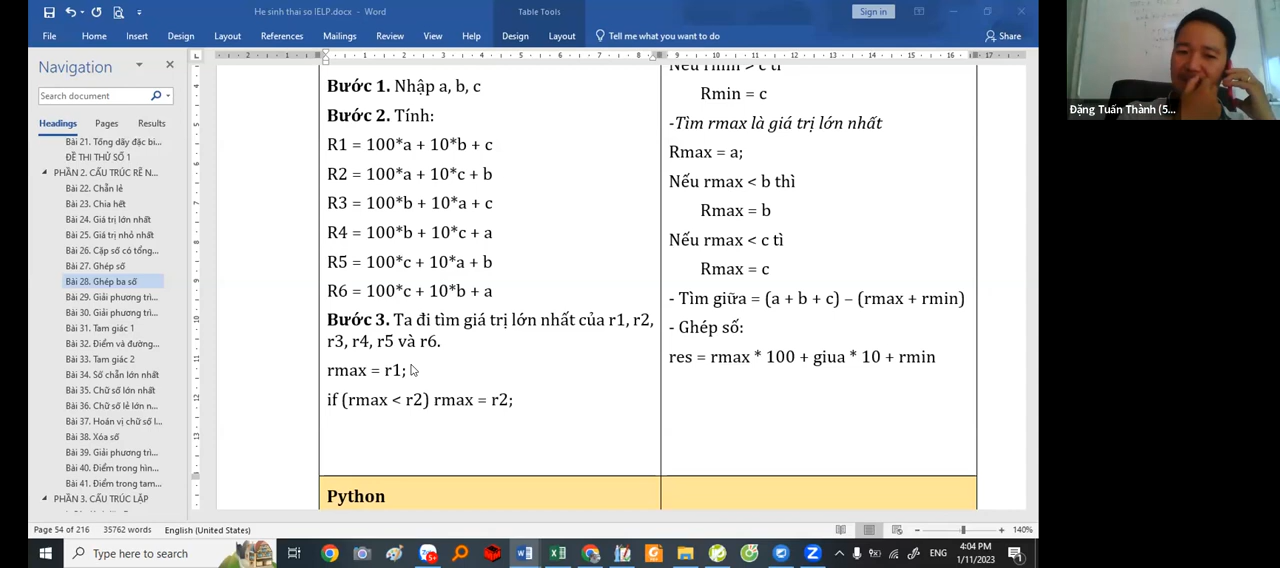 He sinh thai so IELP.docx - Word
Table Tools
Sign in
File
Home
Insert
Design
Layout
References
Mailings
Review
View
Help
Design
Layout
Tell me what you want to do
Share
Navigation
Search document
Headings
Pages
Results
Bài 21. Tổng dãy đặc bi...
ĐỀ THI THỬ SỐ 1
PHẦN 2. CẤU TRÚC RẼ N...
Bài 22. Chẵn lẻ
Bài 23. Chia hết
Bài 24. Giá trị lớn nhất
Bài 25. Giá trị nhỏ nhất
Bài 26. Cặp số có tổng...
Bài 27. Ghép số
Bài 28. Ghép ba số
Bài 29. Giải phương trì...
Bài 30. Giải phương trì...
Bài 31. Tam giác 1
Bài 32. Điểm và đường...
Bài 33. Tam giác 2
Bài 34. Số chẵn lớn nhất
Bài 35. Chữ số lớn nhất
Bài 36. Chữ số lẻ lớn n...
Bài 37. Hoán vị chữ số l...
Bài 38. Xóa số
Bài 39. Giải phương trì...
Bài 40. Điểm trong hìn...
Bài 41. Điểm trong tam...
PHẦN 3. CẤU TRÚC LẶP
Bước 1. Nhập a, b, c
Bước 2. Tính:
R1 = 100*a + 10*b + c
R2 = 100*a + 10*c + b
R3 = 100*b + 10*a + c
R4 = 100*b + 10*c + a
R5 = 100*c + 10*a + b
R6 = 100*c + 10*b + a
Bước 3. Ta đi tìm giá trị lớn nhất của r1, r2,
r3, r4, r5 và r6.
rmax = r1;
if (rmax < r2) rmax = r2;
Nếu rmin > c tì
Rmin = c
-Tìm rmax là giá trị lớn nhất
Rmax = a;
Nếu rmax < b thì
Rmax = b
Nếu rmax < c tì
Rmax = c
- Tìm giữa = (a + b + c) – (rmax + rmin)
- Ghép số:
res = rmax * 100 + giua * 10 + rmin
Python
Đặng Tuấn Thành (5...
Page 54 of 216
35762 words
English (United States)
140%
Type here to search
ENG
4:04 PM
1/11/2023